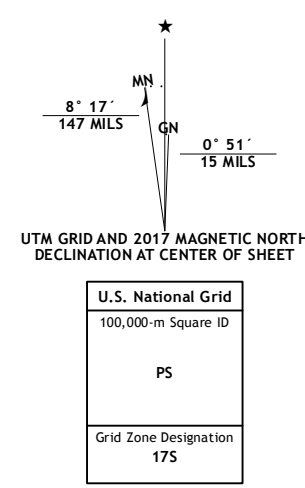 ★
MN
8° 17´
147 MILS
GN
0° 51´
15 MILS
UTM GRID AND 2017 MAGNETIC NORTH
DECLINATION AT CENTER OF SHEET
U.S. National Grid
100,000-m Square ID
PS
Grid Zone Designation
17S